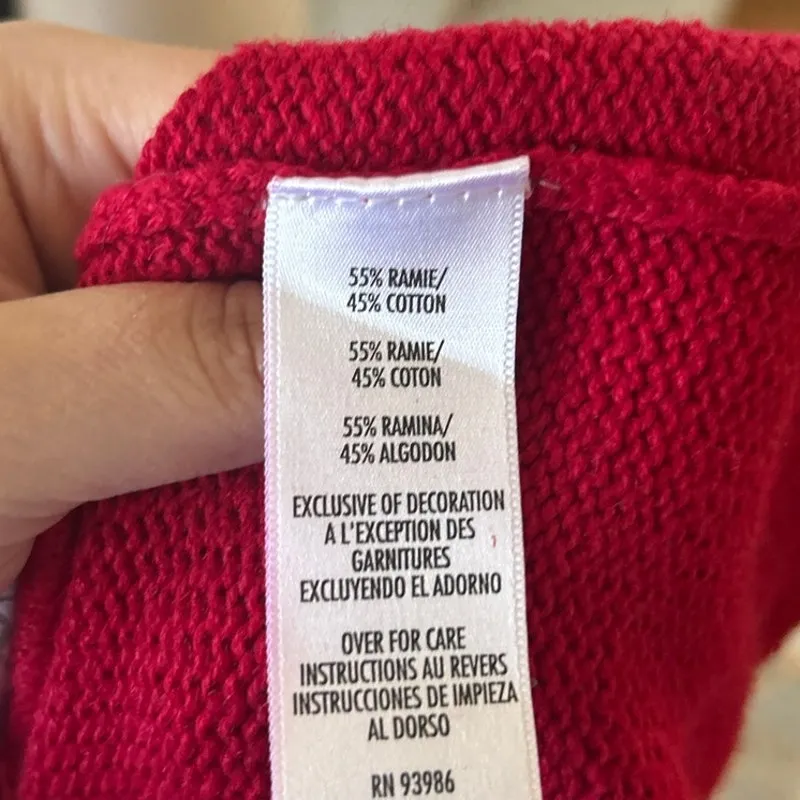 55% RAMIE/
45% COTTON
55% RAMIE/
45% COTON
55% RAMINA/
45% ALGODON
EXCLUSIVE OF DECORATION
A L'EXCEPTION DES
GARNITURES
EXCLUYENDO EL ADORNO
OVER FOR CARE
INSTRUCTIONS AU REVERS
INSTRUCCIONES DE IMPIEZA
AL DORSO
RN 93986